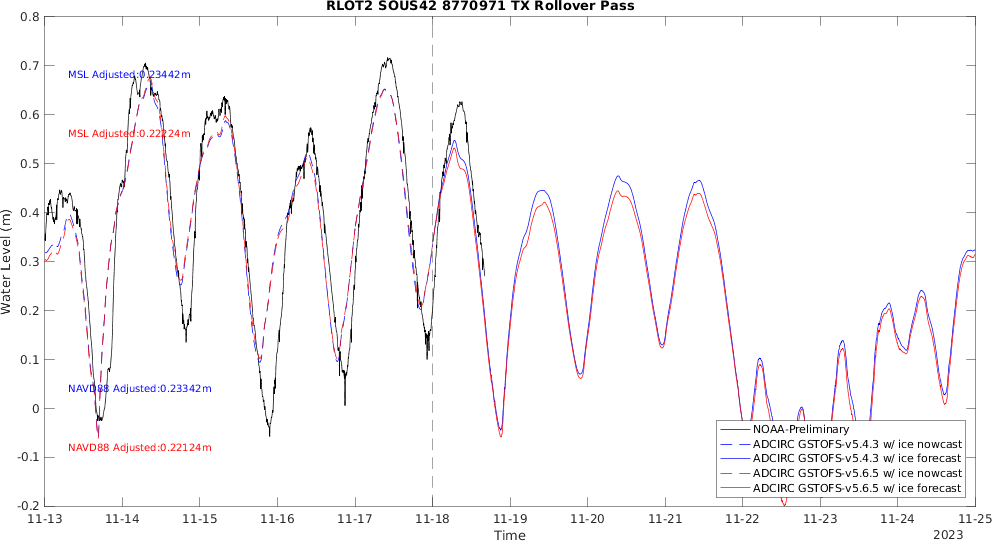 RLOT2 SOUS42 8770971 TX Rollover Pass
0.8
0.7
0.6
0.5
0.4
0.3
0.2
0.1
0
-0.1
-0.2
Water Level (m)
MSL Adjusted:0.23442m
MSL Adjusted:0.22224m
NAVD88 Adjusted:0.23342m
NAVD88 Adjusted:0.22124m
NOAA-Preliminary
ADCIRC GSTOFS-v5.4.3 w/ ice nowcast
ADCIRC GSTOFS-v5.4.3 w/ ice forecast
ADCIRC GSTOFS-v5.6.5 w/ ice nowcast
ADCIRC GSTOFS-v5.6.5 w/ ice forecast
11-13 11-14 11-15 11-16 11-17 11-18 11-19 11-20 11-21 11-22 11-23 11-24 11-25
Time
2023